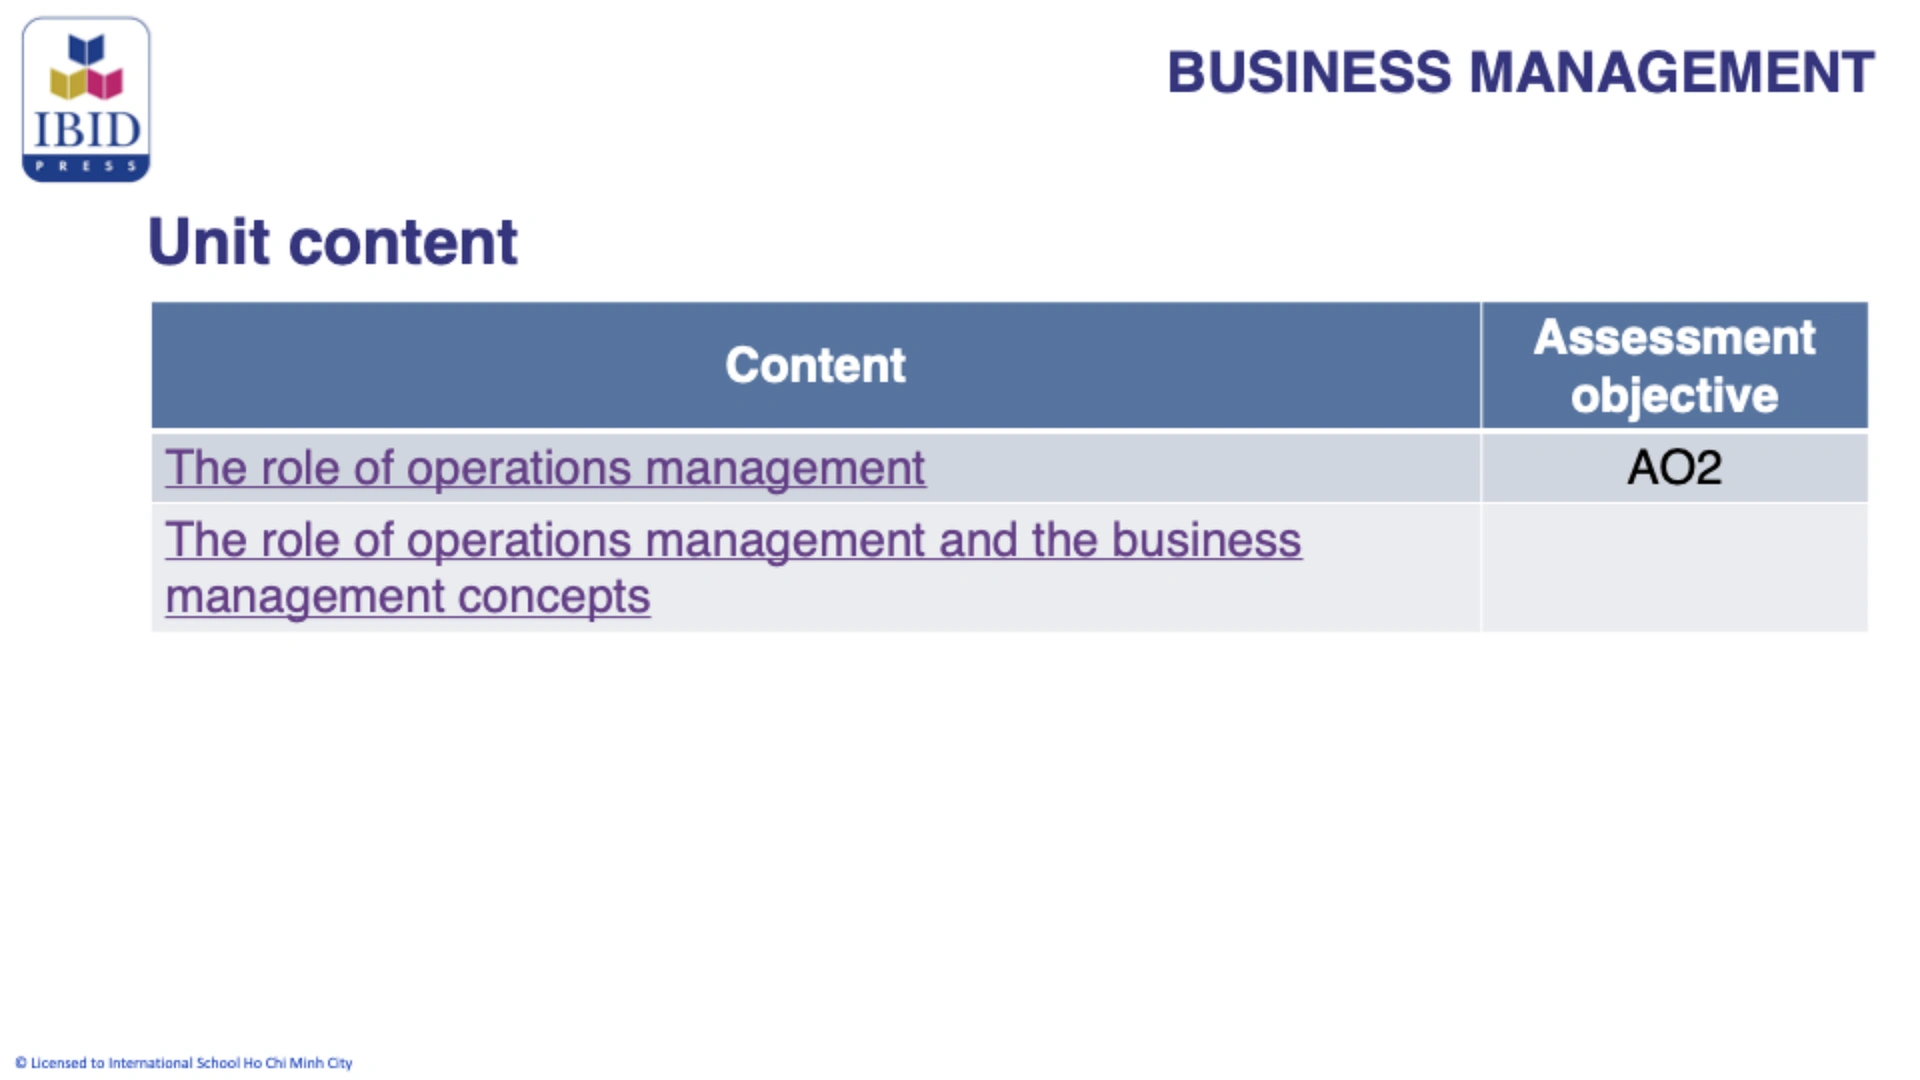 IBID
PRESS
BUSINESS MANAGEMENT
Unit content
Content
Assessment
objective
The role of operations management
AO2
The role of operations management and the business
management concepts
© Licensed to International School Ho Chi Minh City